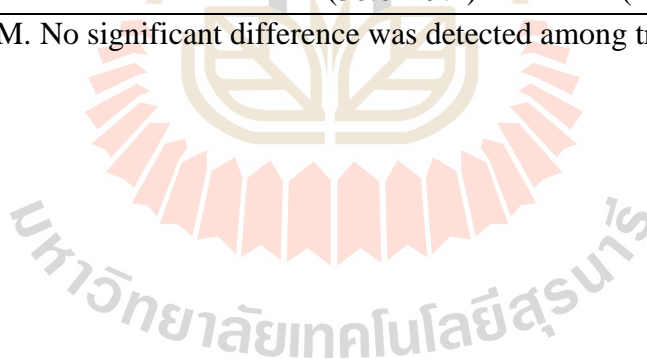 M. No significant difference was detected among tr
มหาวิทยาลัยเทคโนโลยีสุรนารี